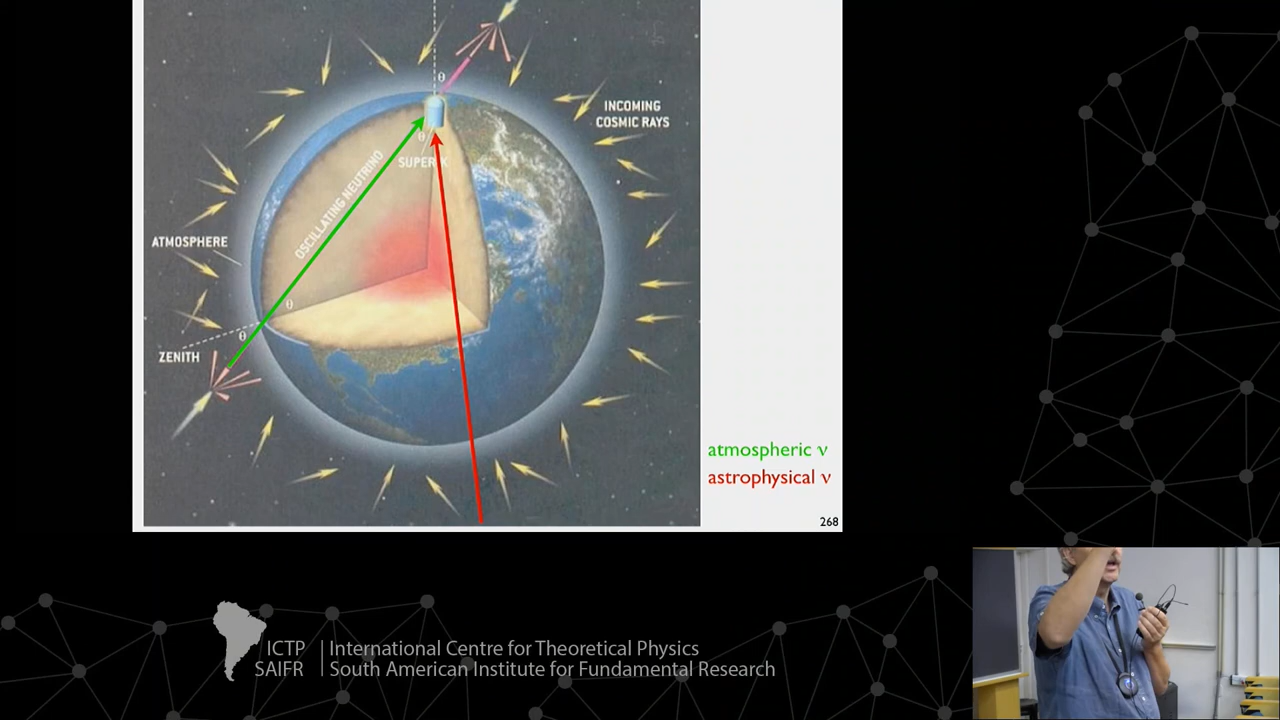 θ
INCOMING
COSMIC RAYS
θ
SUPER K
OSCILLATING NEUTRINO
ATMOSPHERE
θ
θ
ZENITH
atmospheric ν
astrophysical ν
268
ICTP
SAIFR
International Centre for Theoretical Physics
South American Institute for Fundamental Research